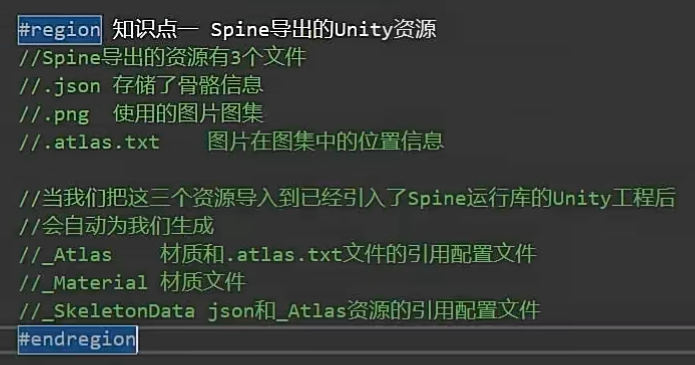 #region 知识点一 Spine导出的Unity资源
//Spine导出的资源有3个文件
//.json 存储了骨骼信息
//.png  使用的图片图集
//.atlas.txt    图片在图集中的位置信息
//当我们把这三个资源导入到已经引入了Spine运行库的Unity工程后
//会自动为我们生成
//_Atlas    材质和.atlas.txt文件的引用配置文件
//_Material 材质文件
//_SkeletonData json和_Atlas资源的引用配置文件
#endregion